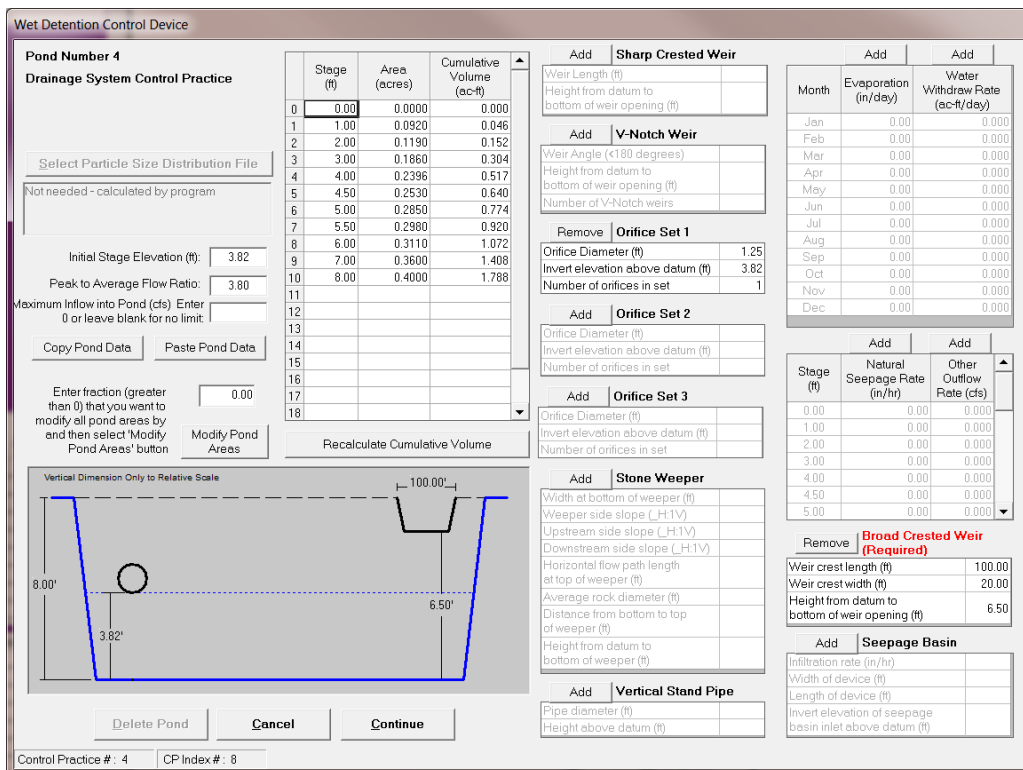 Wet Detention Control Device
Pond Number 4
Drainage System Control Practice
Select Particle Size Distribution File
Not needed - calculated by program
Initial Stage Elevation (ft): 3.82
Peak to Average Flow Ratio: 3.80
Maximum Inflow into Pond (cfs) Enter
0 or leave blank for no limit:
Copy Pond Data Paste Pond Data
Enter fraction (greater 0.00
than 0) that you want to
modify all pond areas by
and then select 'Modify
Pond Areas' button
Modify Pond
Areas
Stage (ft) Area (acres) Cumulative Volume (ac-ft)
0 0.00 0.0000 0.000
1 1.00 0.0920 0.046
2 2.00 0.1190 0.152
3 3.00 0.1860 0.304
4 4.00 0.2396 0.517
5 4.50 0.2530 0.640
6 5.00 0.2850 0.774
7 5.50 0.2980 0.920
8 6.00 0.3110 1.072
9 7.00 0.3600 1.408
10 8.00 0.4000 1.788
11
12
13
14
15
16
17
18
Recalculate Cumulative Volume
Vertical Dimension Only to Relative Scale
100.00'
8.00'
3.82'
6.50'
Delete Pond Cancel Continue
Control Practice #: 4 CP Index #: 8
Add Sharp Crested Weir
Weir Length (ft)
Height from datum to
bottom of weir opening (ft)
Add V-Notch Weir
Weir Angle (<180 degrees)
Height from datum to
bottom of weir opening (ft)
Number of V-Notch weirs
Remove Orifice Set 1
Orifice Diameter (ft) 1.25
Invert elevation above datum (ft) 3.82
Number of orifices in set 1
Add Orifice Set 2
Orifice Diameter (ft)
Invert elevation above datum (ft)
Number of orifices in set
Add Orifice Set 3
Orifice Diameter (ft)
Invert elevation above datum (ft)
Number of orifices in set
Add Stone Weeper
Width at bottom of weeper (ft)
Weeper side slope (_H:1V)
Upstream side slope (_H:1V)
Downstream side slope (_H:1V)
Horizontal flow path length
at top of weeper (ft)
Average rock diameter (ft)
Distance from bottom to top
of weeper (ft)
Height from datum to
bottom of weeper (ft)
Add Vertical Stand Pipe
Pipe diameter (ft)
Height above datum (ft)
Add Add
Month Evaporation (in/day) Water Withdraw Rate (ac-ft/day)
Jan 0.00 0.000
Feb 0.00 0.000
Mar 0.00 0.000
Apr 0.00 0.000
May 0.00 0.000
Jun 0.00 0.000
Jul 0.00 0.000
Aug 0.00 0.000
Sep 0.00 0.000
Oct 0.00 0.000
Nov 0.00 0.000
Dec 0.00 0.000
Add Add
Stage (ft) Natural Seepage Rate (in/hr) Other Outflow Rate (cfs)
0.00 0.00 0.000
1.00 0.00 0.000
2.00 0.00 0.000
3.00 0.00 0.000
4.00 0.00 0.000
4.50 0.00 0.000
5.00 0.00 0.000
Remove Broad Crested Weir
(Required)
Weir crest length (ft) 100.00
Weir crest width (ft) 20.00
Height from datum to
bottom of weir opening (ft) 6.50
Add Seepage Basin
Infiltration rate (in/hr)
Width of device (ft)
Length of device (ft)
Invert elevation of seepage
basin inlet above datum (ft)